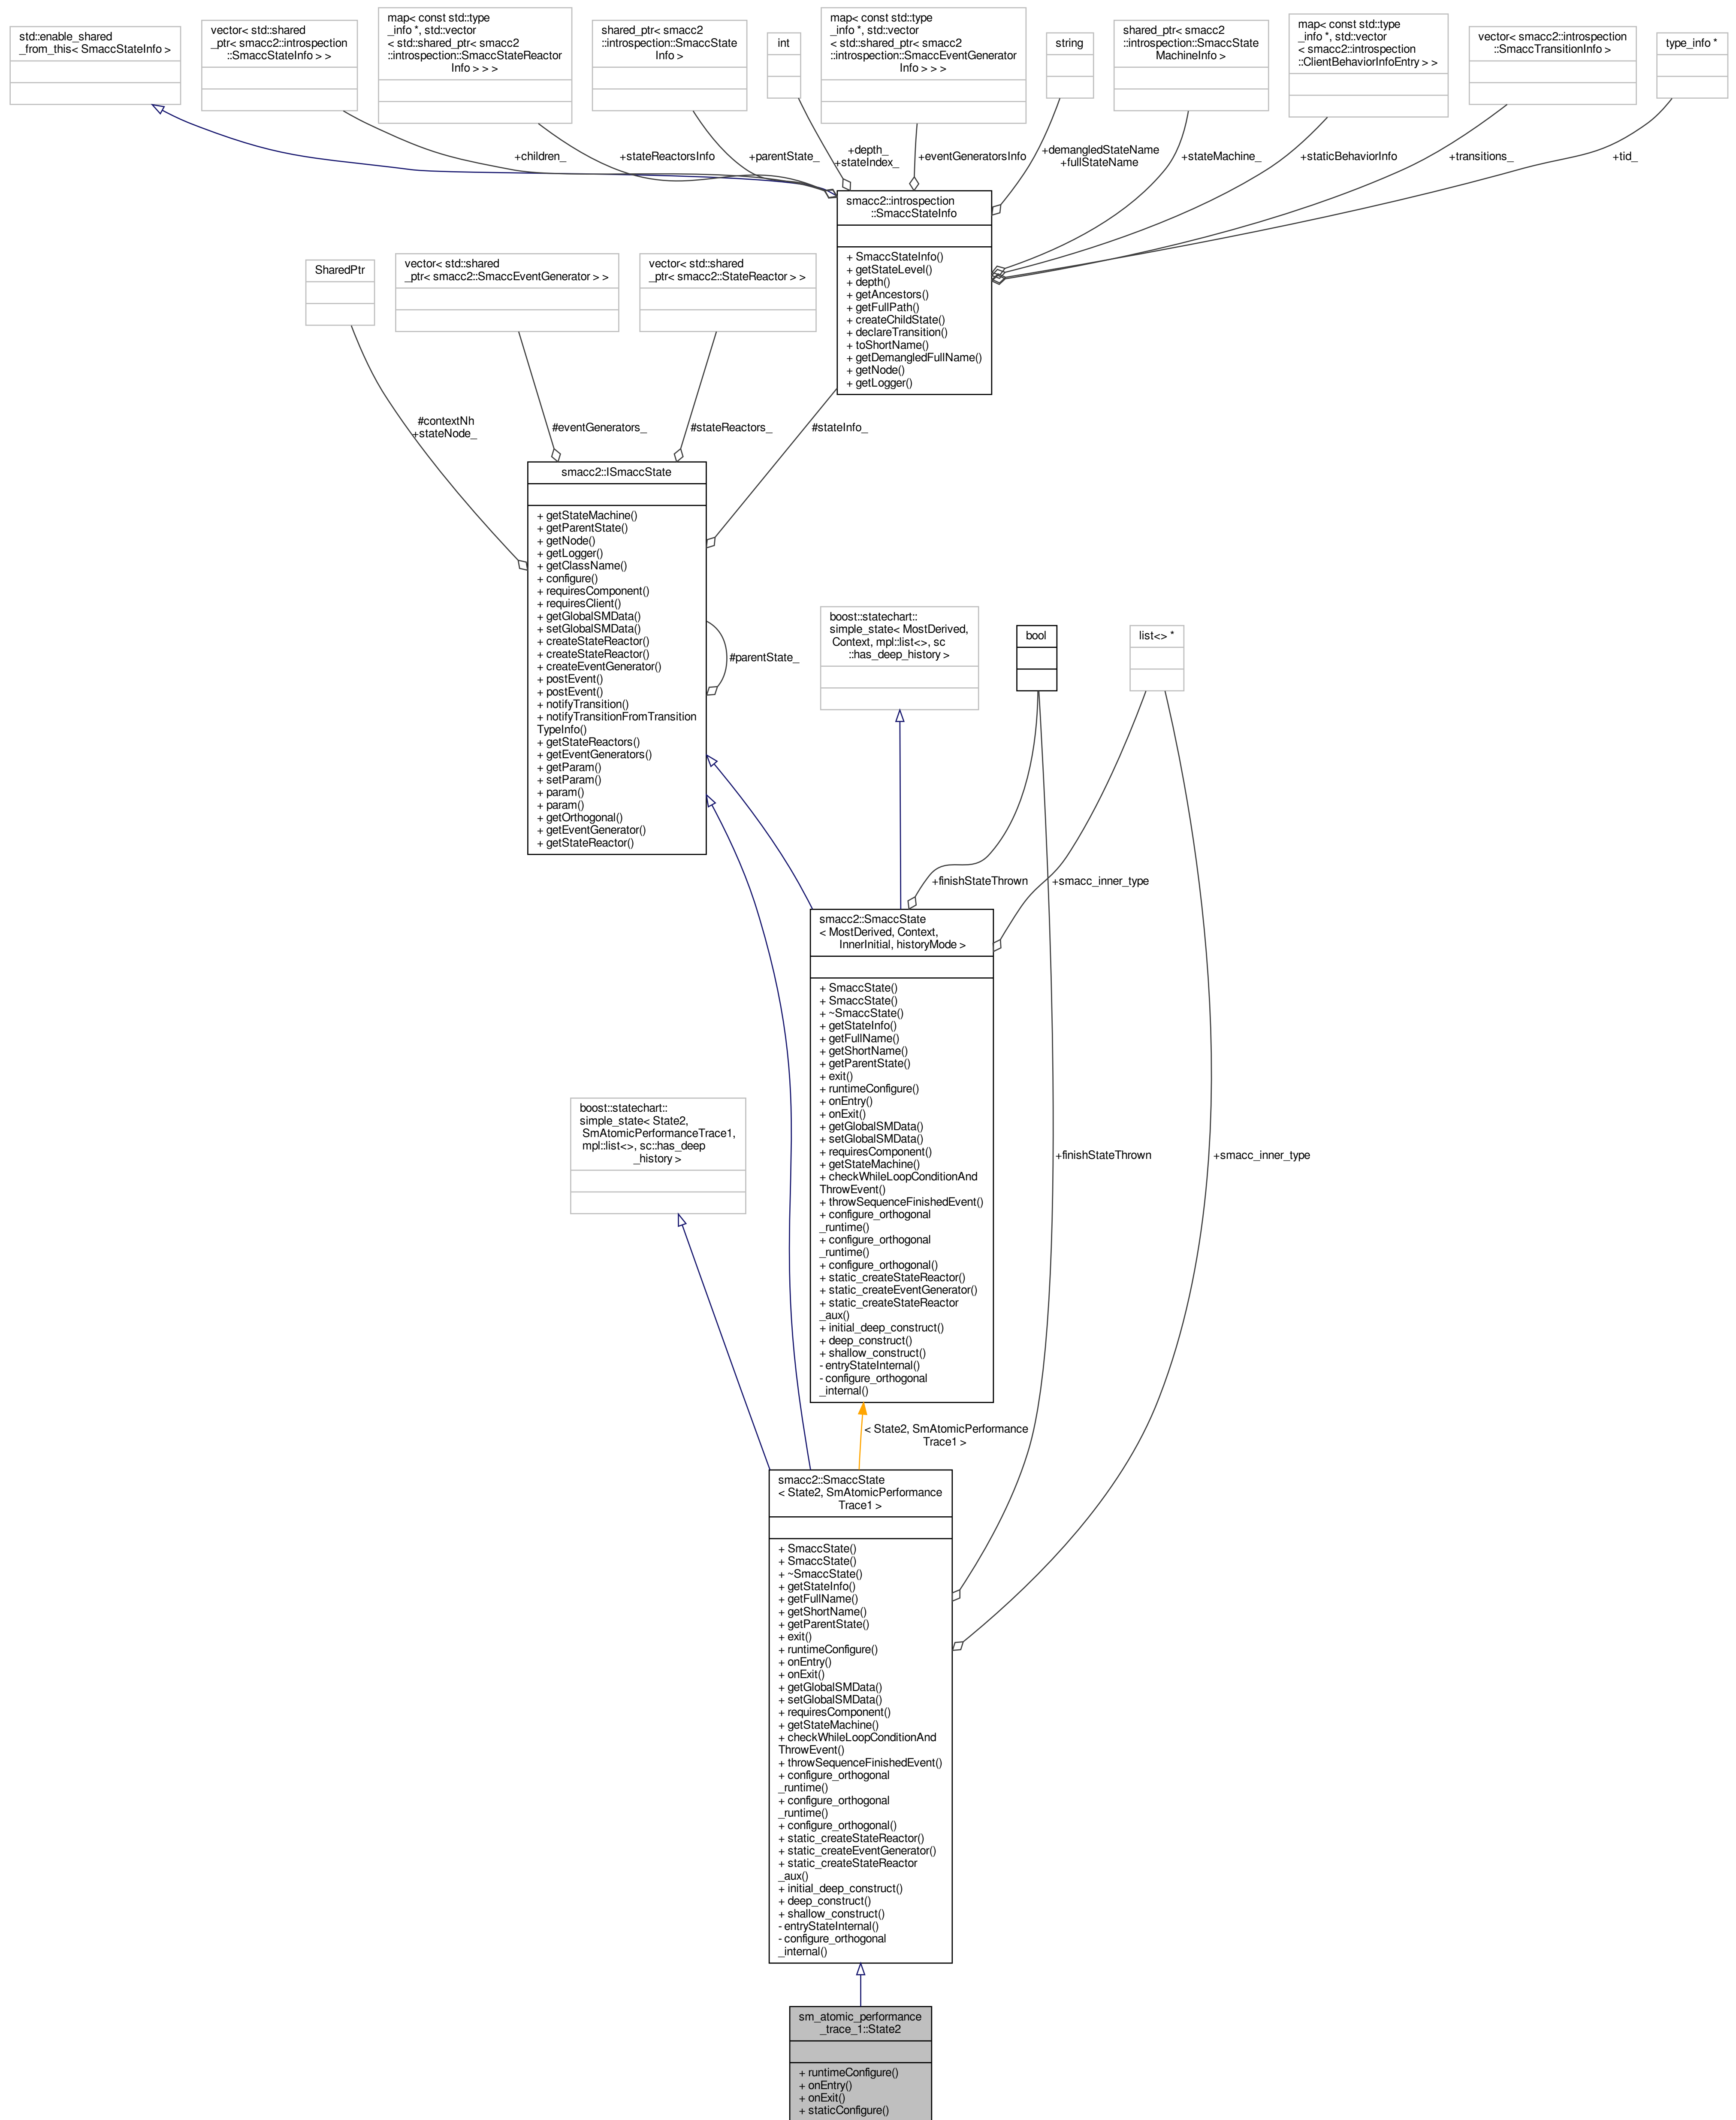 std::enable_shared
_from_this< SmaccStateInfo >
vector< std::shared
_ptr< smacc2::introspection
::SmaccStateInfo > >
map< const std::type
_info *, std::vector
< std::shared_ptr< smacc2
::introspection::SmaccStateReactor
Info > > >
shared_ptr< smacc2
::introspection::SmaccState
Info >
int
map< const std::type
_info *, std::vector
< std::shared_ptr< smacc2
::introspection::SmaccEventGenerator
Info > > >
string
shared_ptr< smacc2
::introspection::SmaccState
MachineInfo >
map< const std::type
_info *, std::vector
< smacc2::introspection
::ClientBehaviorInfoEntry > >
vector< smacc2::introspection
::SmaccTransitionInfo >
type_info *
+children_
+stateReactorsInfo
+parentState_
+depth_
+stateIndex_
+eventGeneratorsInfo
+demangledStateName
+fullStateName
+stateMachine_
+staticBehaviorInfo
+transitions_
+tid_
smacc2::introspection
::SmaccStateInfo
+ SmaccStateInfo()
+ getStateLevel()
+ depth()
+ getAncestors()
+ getFullPath()
+ createChildState()
+ declareTransition()
+ toShortName()
+ getDemangledFullName()
+ getNode()
+ getLogger()
SharedPtr
vector< std::shared
_ptr< smacc2::SmaccEventGenerator > >
vector< std::shared
_ptr< smacc2::StateReactor > >
#contextNh
+stateNode_
#eventGenerators_
#stateReactors_
#stateInfo_
smacc2::ISmaccState
+ getStateMachine()
+ getParentState()
+ getNode()
+ getLogger()
+ getClassName()
+ configure()
+ requiresComponent()
+ requiresClient()
+ getGlobalSMData()
+ setGlobalSMData()
+ createStateReactor()
+ createStateReactor()
+ createEventGenerator()
+ postEvent()
+ postEvent()
+ notifyTransition()
+ notifyTransitionFromTransition
TypeInfo()
+ getStateReactors()
+ getEventGenerators()
+ getParam()
+ setParam()
+ param()
+ param()
+ getOrthogonal()
+ getEventGenerator()
+ getStateReactor()
#parentState_
boost::statechart::
simple_state< MostDerived,
Context, mpl::list<>, sc
::has_deep_history >
bool
list<> *
+finishStateThrown
+smacc_inner_type
smacc2::SmaccState
< MostDerived, Context,
InnerInitial, historyMode >
+ SmaccState()
+ SmaccState()
+ ~SmaccState()
+ getStateInfo()
+ getFullName()
+ getShortName()
+ getParentState()
+ exit()
+ runtimeConfigure()
+ onEntry()
+ onExit()
+ getGlobalSMData()
+ setGlobalSMData()
+ requiresComponent()
+ getStateMachine()
+ checkWhileLoopConditionAnd
ThrowEvent()
+ throwSequenceFinishedEvent()
+ configure_orthogonal
_runtime()
+ configure_orthogonal
_runtime()
+ configure_orthogonal()
+ static_createStateReactor()
+ static_createEventGenerator()
+ static_createStateReactor
_aux()
+ initial_deep_construct()
+ deep_construct()
+ shallow_construct()
- entryStateInternal()
- configure_orthogonal
_internal()
boost::statechart::
simple_state< State2,
SmAtomicPerformanceTrace1,
mpl::list<>, sc::has_deep
_history >
+finishStateThrown
+smacc_inner_type
< State2, SmAtomicPerformance
Trace1 >
smacc2::SmaccState
< State2, SmAtomicPerformance
Trace1 >
+ SmaccState()
+ SmaccState()
+ ~SmaccState()
+ getStateInfo()
+ getFullName()
+ getShortName()
+ getParentState()
+ exit()
+ runtimeConfigure()
+ onEntry()
+ onExit()
+ getGlobalSMData()
+ setGlobalSMData()
+ requiresComponent()
+ getStateMachine()
+ checkWhileLoopConditionAnd
ThrowEvent()
+ throwSequenceFinishedEvent()
+ configure_orthogonal
_runtime()
+ configure_orthogonal
_runtime()
+ configure_orthogonal()
+ static_createStateReactor()
+ static_createEventGenerator()
+ static_createStateReactor
_aux()
+ initial_deep_construct()
+ deep_construct()
+ shallow_construct()
- entryStateInternal()
- configure_orthogonal
_internal()
sm_atomic_performance
_trace_1::State2
+ runtimeConfigure()
+ onEntry()
+ onExit()
+ staticConfigure()